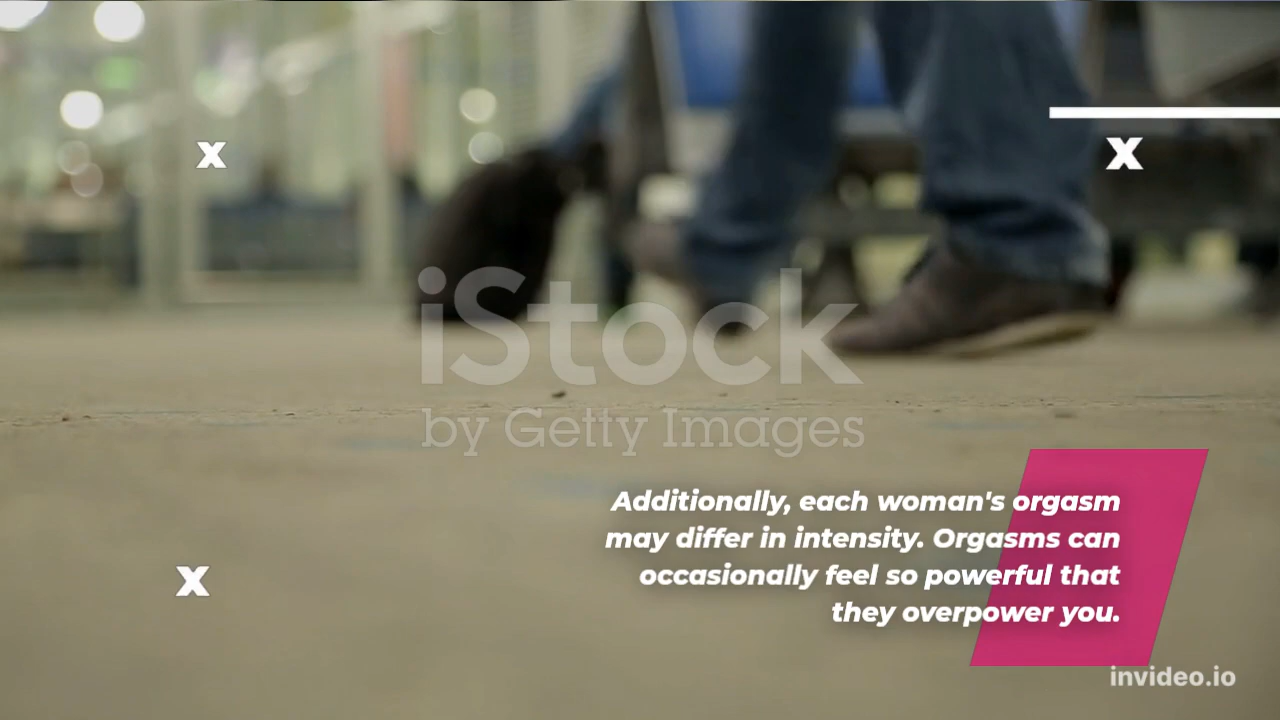 x
x
iStock
by Getty Images
Additionally, each woman's orgasm
may differ in intensity. Orgasms can
occasionally feel so powerful that
they overpower you.
x
invideo.io